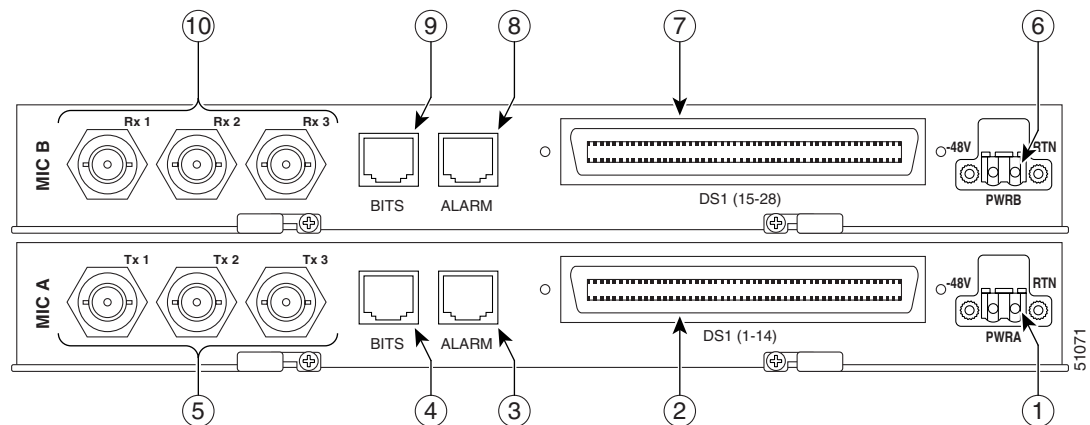 10 9 8 7 6
Rx 1 Rx 2 Rx 3
MIC B
BITS ALARM
DS1 (15-28)
-48V RTN
PWRB
Tx 1 Tx 2 Tx 3
MIC A
BITS ALARM
DS1 (1-14)
-48V RTN
PWRA
5 4 3 2 1
51071